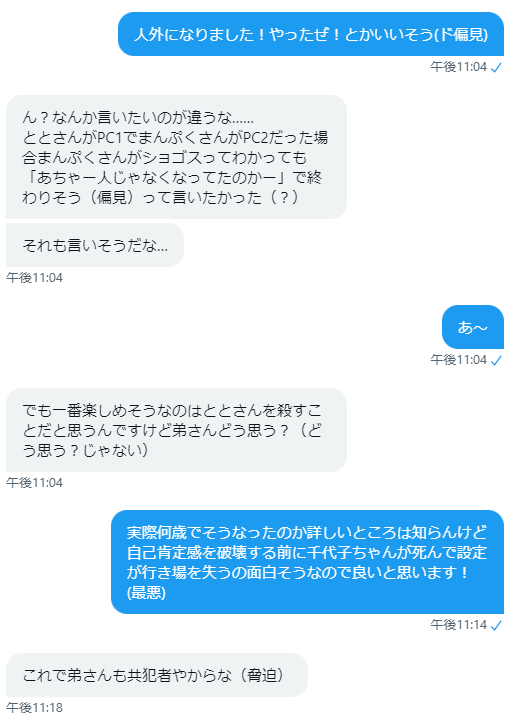 人外になりました！やったぜ！とかいいそう(ド偏見)
午後11:04
ん？なんか言いたいのが違うな……
ととさんがPC1でまんぷくさんがPC2だった場
合まんぷくさんがショゴスってわかっても
「あちゃー人じゃなくなってたのかー」で終
わりそう（偏見）って言いたかった（？）
それも言いそうだな...
午後11:04
あ〜
午後11:04
でも一番楽しめそうなのはととさんを殺すこ
とだと思うんですけど弟さんどう思う？（ど
う思う？じゃない）
午後11:04
実際何歳でそうなったのか詳しいところは知らんけど
自己肯定感を破壊する前に千代子ちゃんが死んで設定
が行き場を失うの面白そうなので良いと思います！
(最悪)
午後11:14
これで弟さんも共犯者やからな（脅迫）
午後11:18